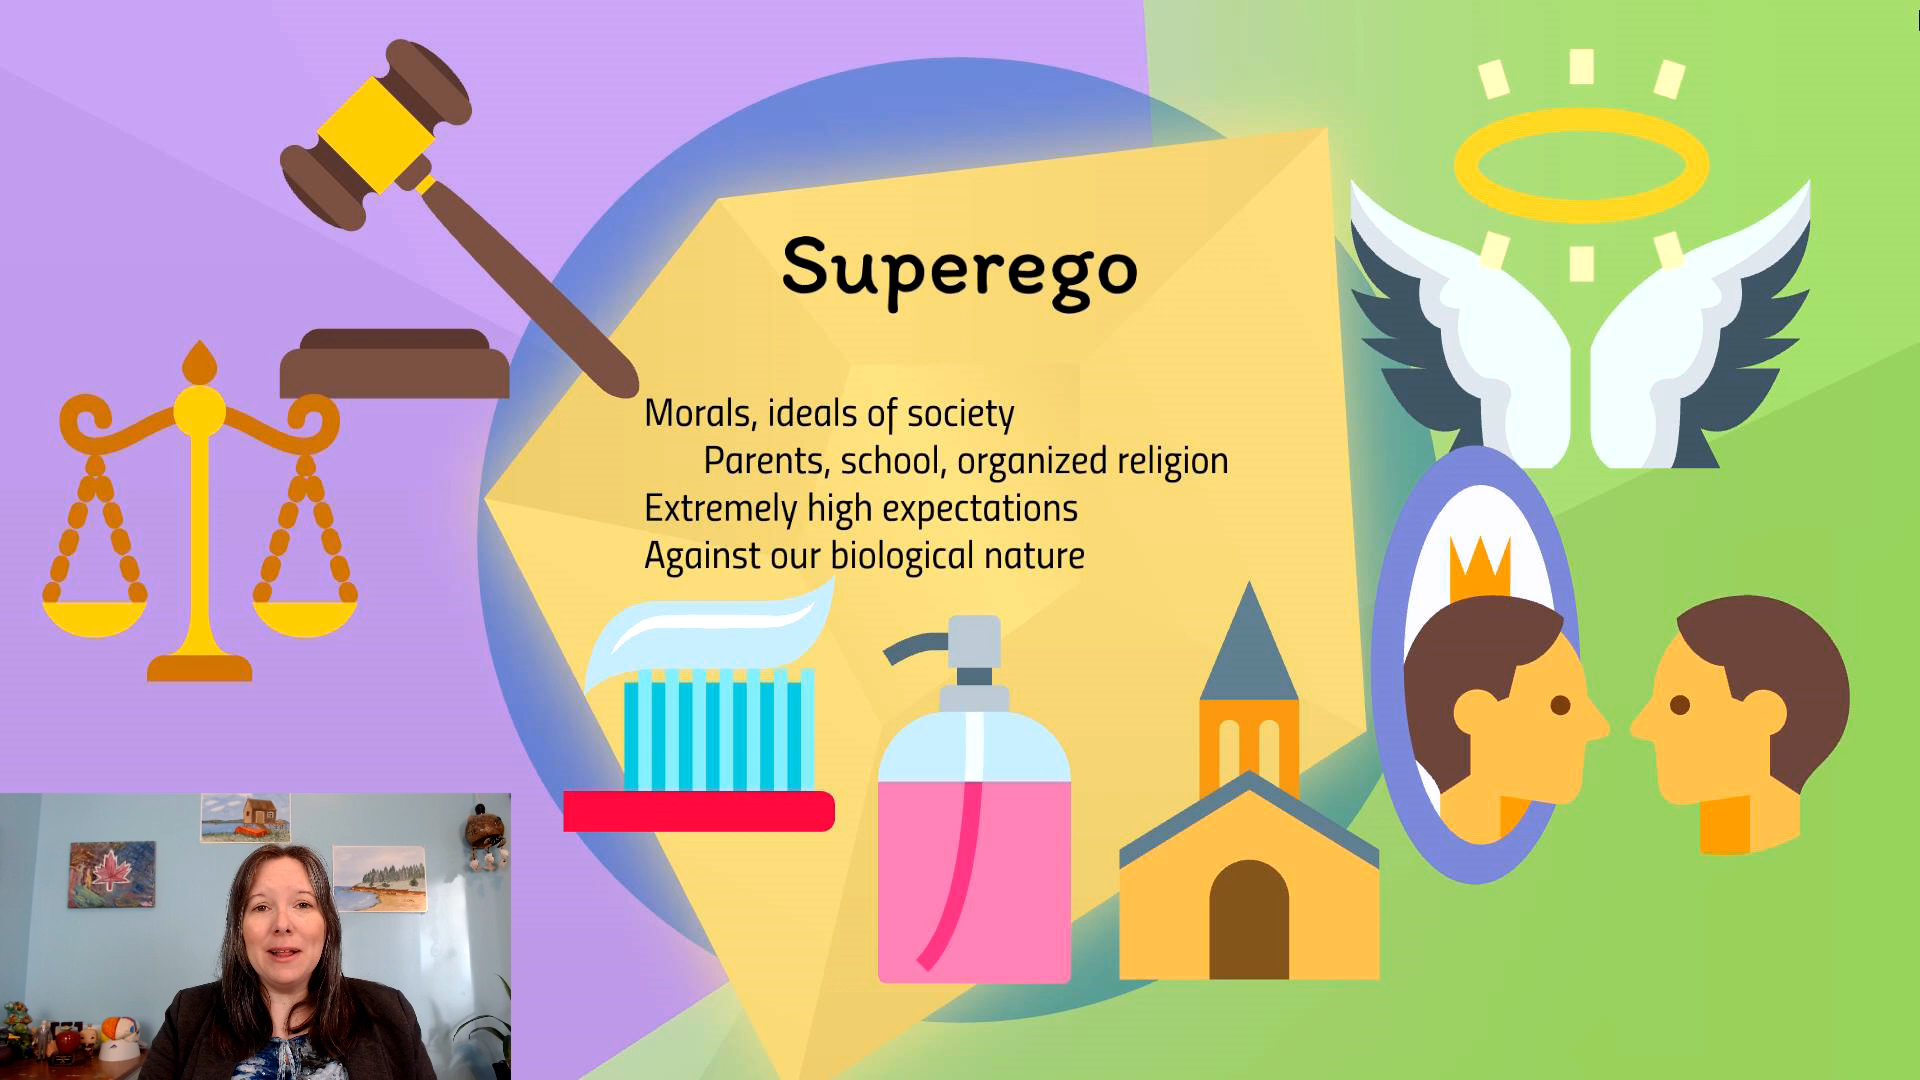 Superego
Morals, ideals of society
Parents, school, organized religion
Extremely high expectations
Against our biological nature